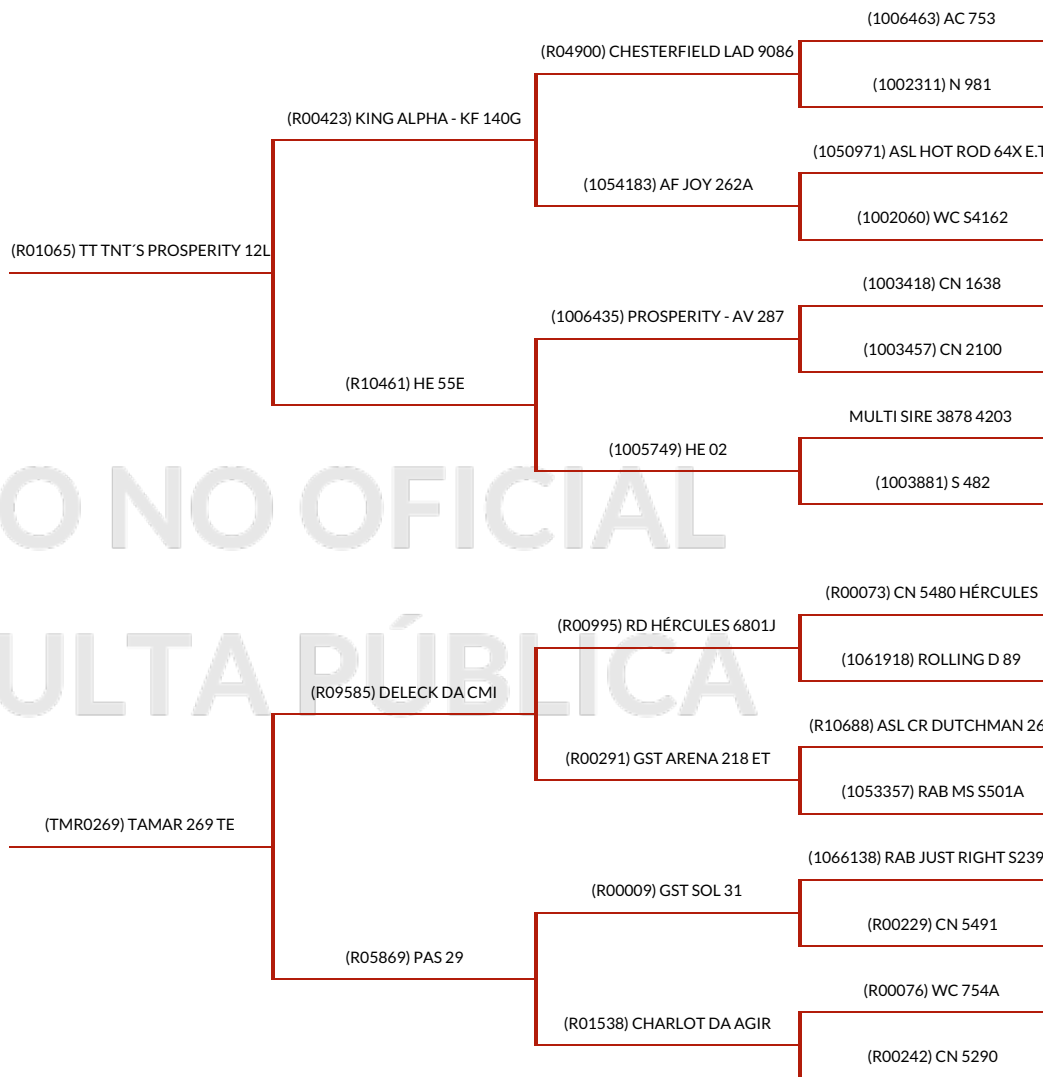 (1006463) AC 753
(R04900) CHESTERFIELD LAD 9086
(1002311) N 981
(R00423) KING ALPHA - KF 140G
(1050971) ASL HOT ROD 64X E.T
(1054183) AF JOY 262A
(1002060) WC S4162
(R01065) TT TNT´S PROSPERITY 12L
(1003418) CN 1638
(1006435) PROSPERITY - AV 287
(1003457) CN 2100
(R10461) HE 55E
MULTI SIRE 3878 4203
(1005749) HE 02
(1003881) S 482
O NO OFICIAL
(R00073) CN 5480 HÉRCULES
(R00995) RD HÉRCULES 6801J
(1061918) ROLLING D 89
ULTA PÚBLICA
(R09585) DELECK DA CMI
(R10688) ASL CR DUTCHMAN 26
(R00291) GST ARENA 218 ET
(1053357) RAB MS S501A
(TMR0269) TAMAR 269 TE
(1066138) RAB JUST RIGHT S239
(R00009) GST SOL 31
(R00229) CN 5491
(R05869) PAS 29
(R00076) WC 754A
(R01538) CHARLOT DA AGIR
(R00242) CN 5290